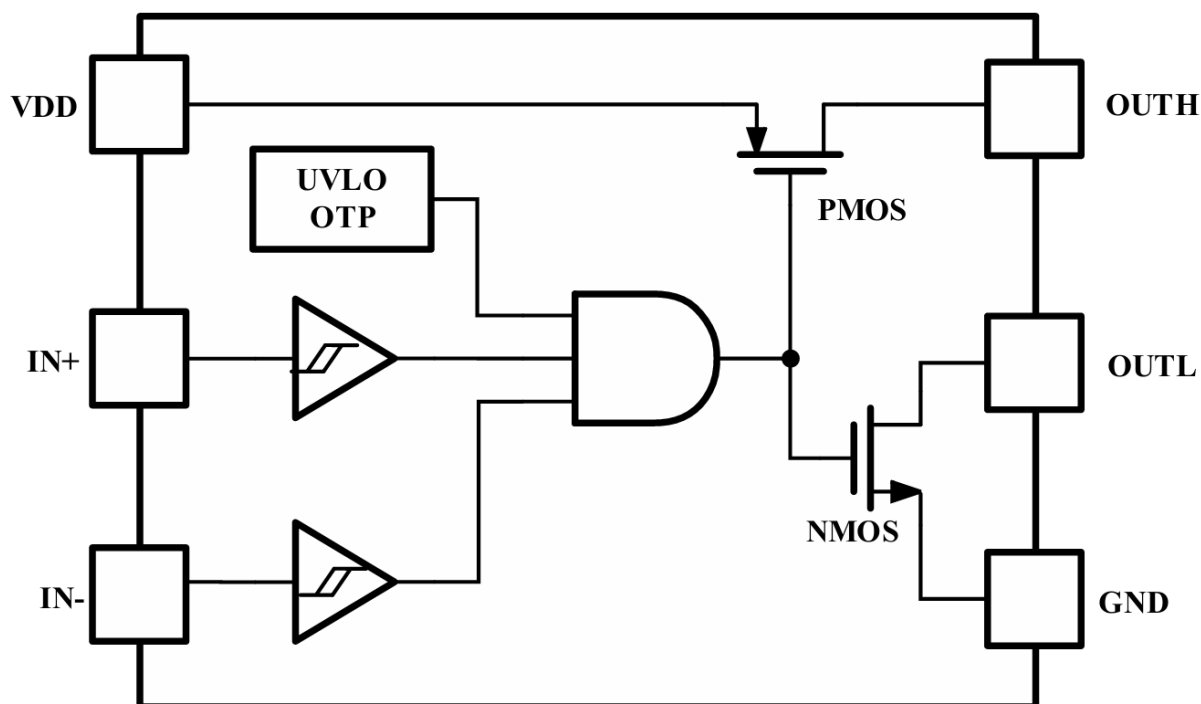 VDD
OUTH
UVLO
OTP
PMOS
IN+
OUTL
NMOS
IN-
GND